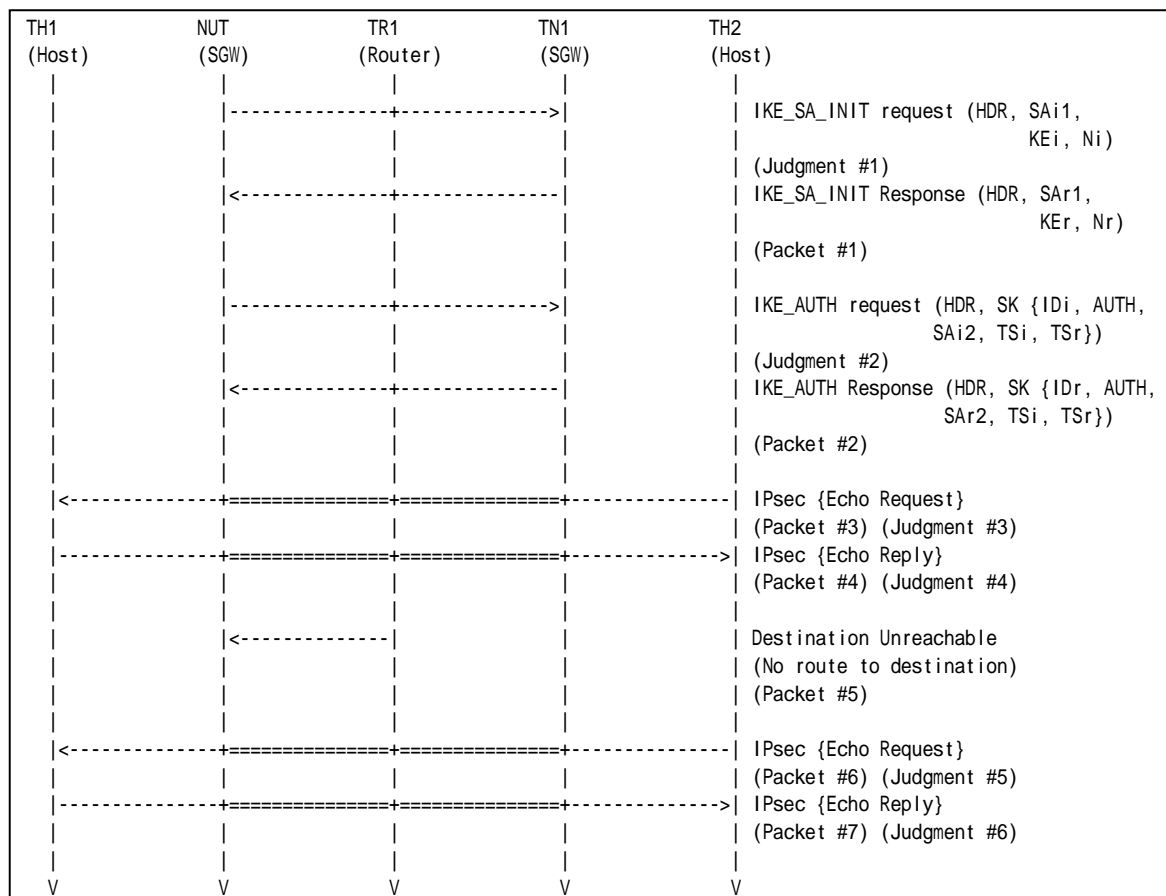 TH1 NUT TR1 TN1 TH2
(Host) (SGW) (Router) (SGW) (Host)
| | | | |
| |--------------+-------------->| | IKE_SA_INIT request (HDR, SAi1,
| | | | | KEi, Ni)
| | | | | (Judgment #1)
| |<--------------+---------------| | IKE_SA_INIT Response (HDR, SAr1,
| | | | | KEr, Nr)
| | | | | (Packet #1)
| | | | |
| |--------------+-------------->| | IKE_AUTH request (HDR, SK {IDi, AUTH,
| | | | | SAi2, TSi, TSr})
| | | | | (Judgment #2)
| |<--------------+---------------| | IKE_AUTH Response (HDR, SK {IDr, AUTH,
| | | | | SAr2, TSi, TSr})
| | | | | (Packet #2)
| | | | |
|<--------------+==============+==============+---------------| IPsec {Echo Request}
| | | | | (Packet #3) (Judgment #3)
|--------------+==============+==============+-------------->| IPsec {Echo Reply}
| | | | | (Packet #4) (Judgment #4)
| | | | |
| |<--------------| | | Destination Unreachable
| | | | | (No route to destination)
| | | | | (Packet #5)
| | | | |
|<--------------+==============+==============+---------------| IPsec {Echo Request}
| | | | | (Packet #6) (Judgment #5)
|--------------+==============+==============+-------------->| IPsec {Echo Reply}
| | | | | (Packet #7) (Judgment #6)
| | | | |
V V V V V